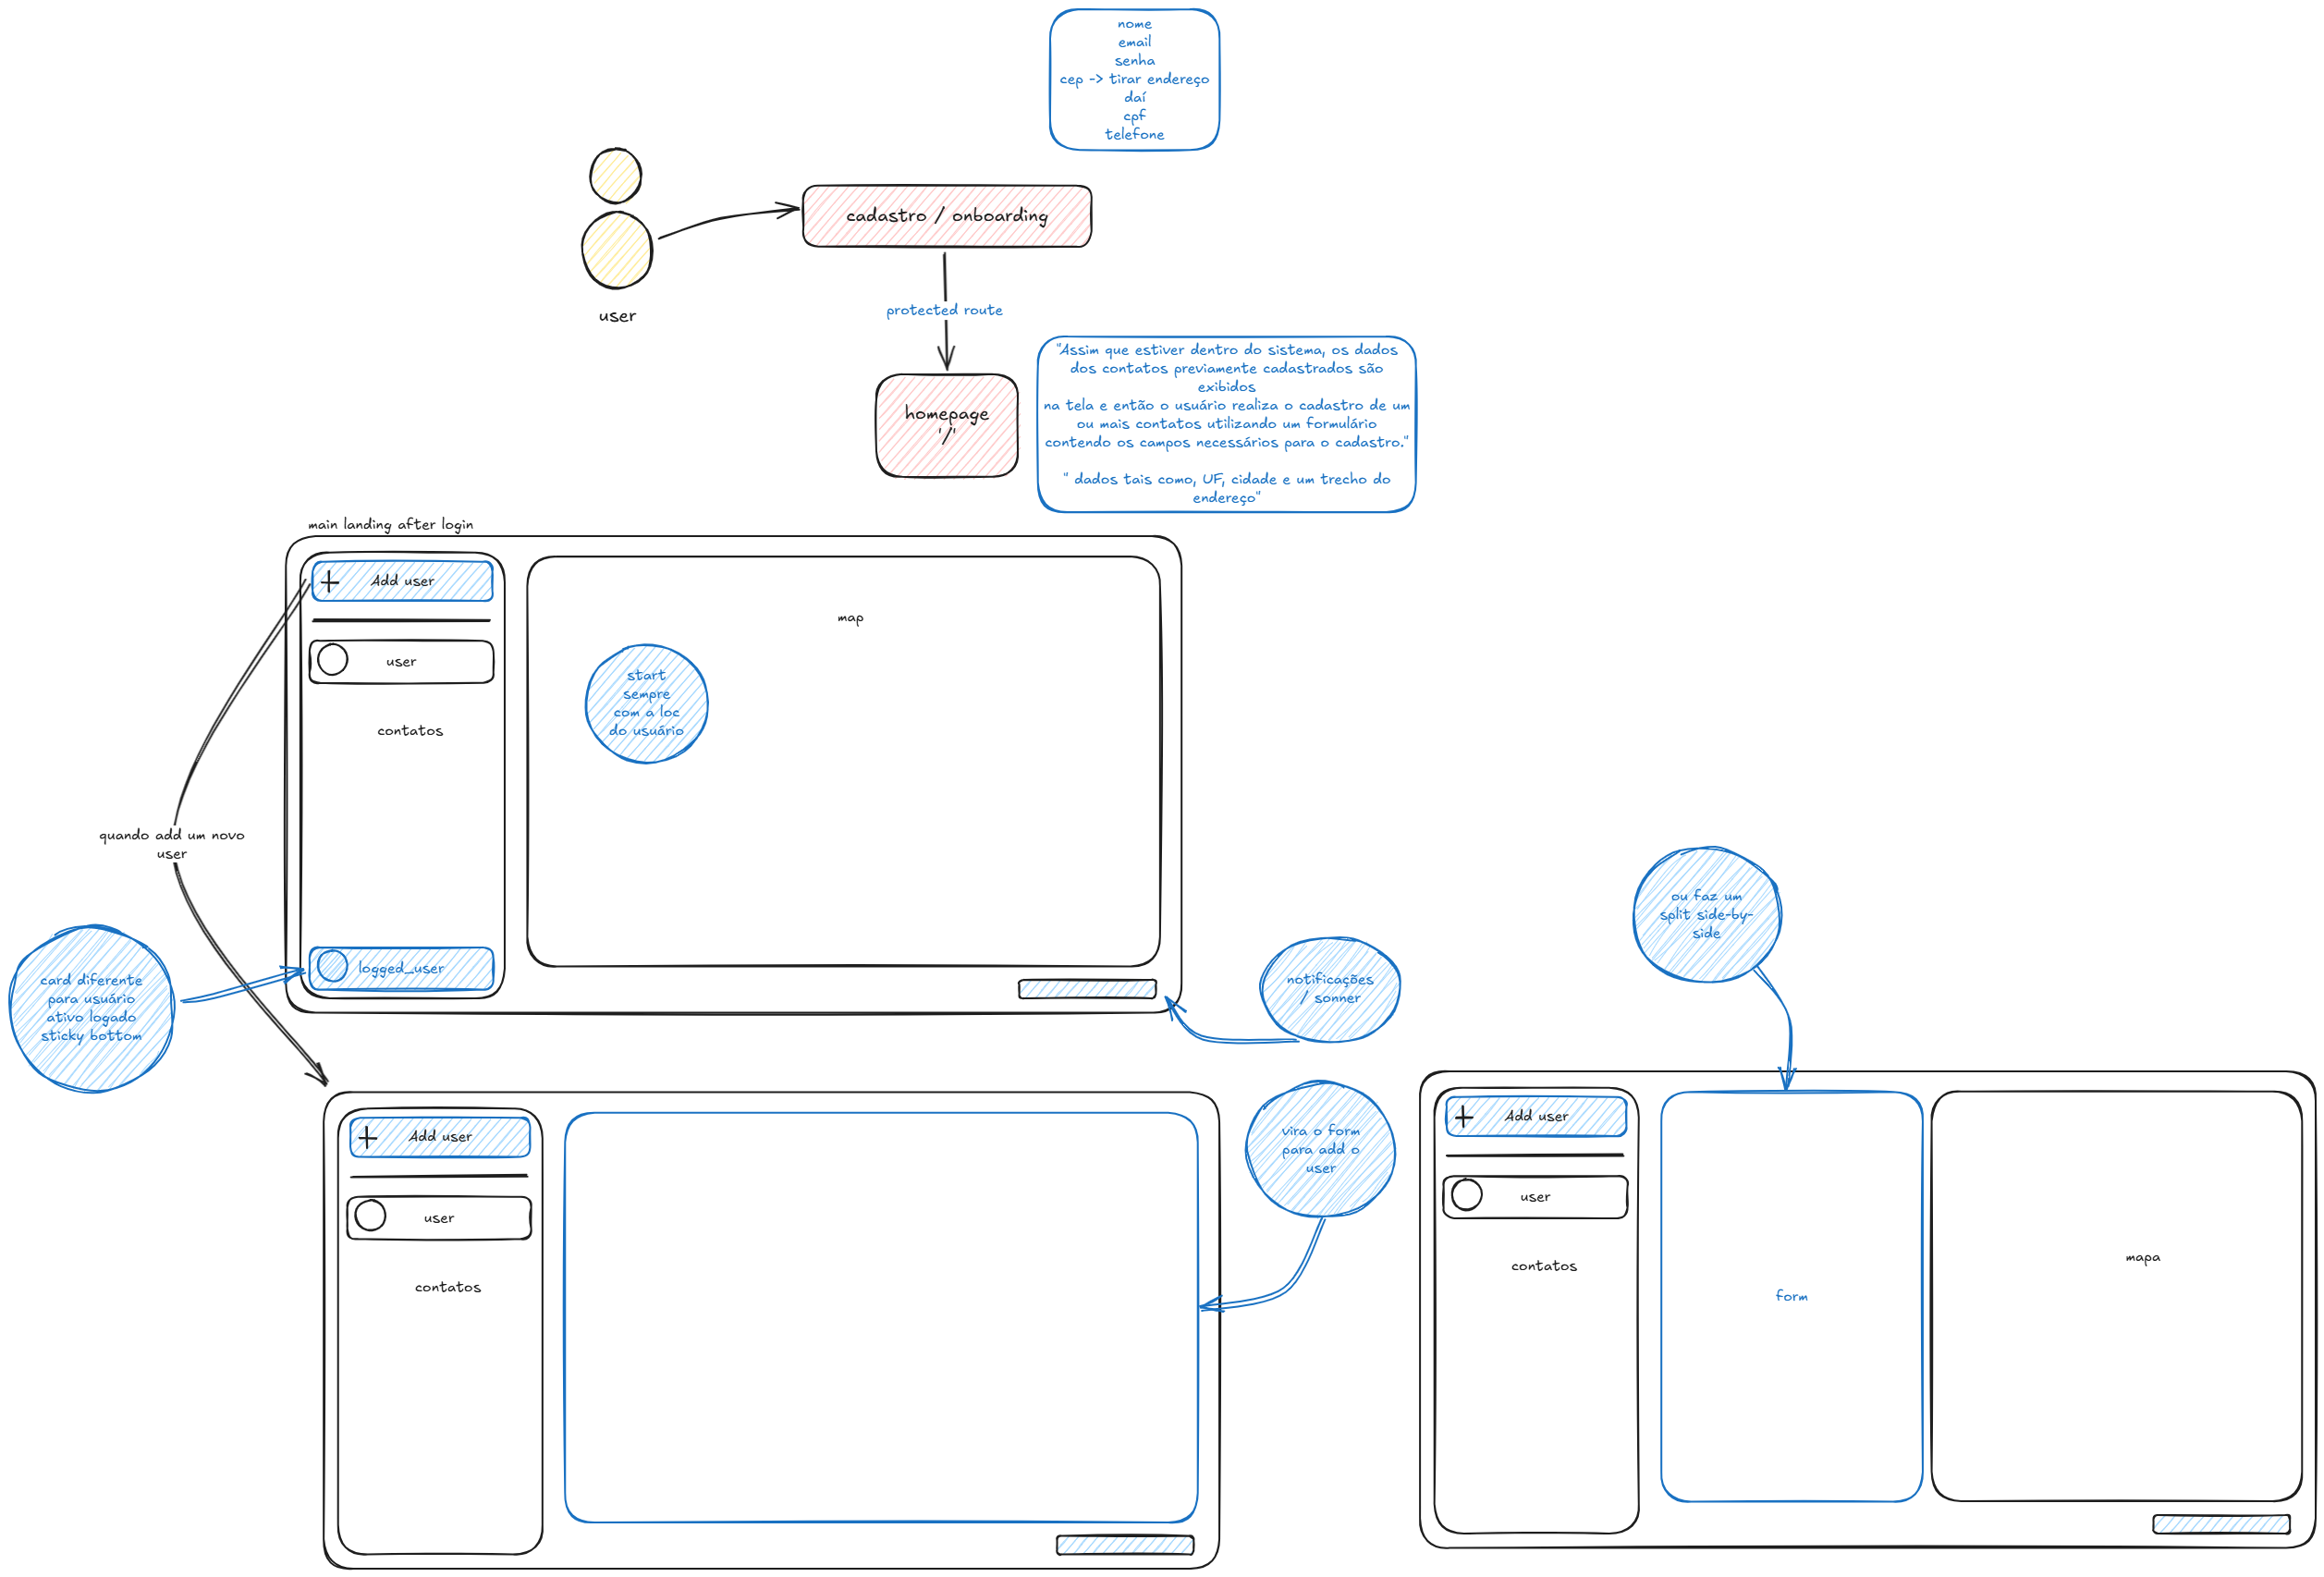 nome
email
senha
cep -> tirar endereço
daí
cpf
telefone
cadastro / onboarding
user
protected route
homepage
'/'
"Assim que estiver dentro do sistema, os dados
dos contatos previamente cadastrados são
exibidos
na tela e então o usuário realiza o cadastro de um
ou mais contatos utilizando um formulário
contendo os campos necessários para o cadastro."
" dados tais como, UF, cidade e um trecho do
endereço"
main landing after login
+ Add user
user
contatos
map
start
sempre
com a loc
do usuário
quando add um novo
user
card diferente
para usuário
ativo logado
sticky bottom
logged_user
notificações
/ sonner
+ Add user
user
contatos
vira o form
para add o
user
ou faz um
split side-by-
side
+ Add user
user
contatos
form
mapa